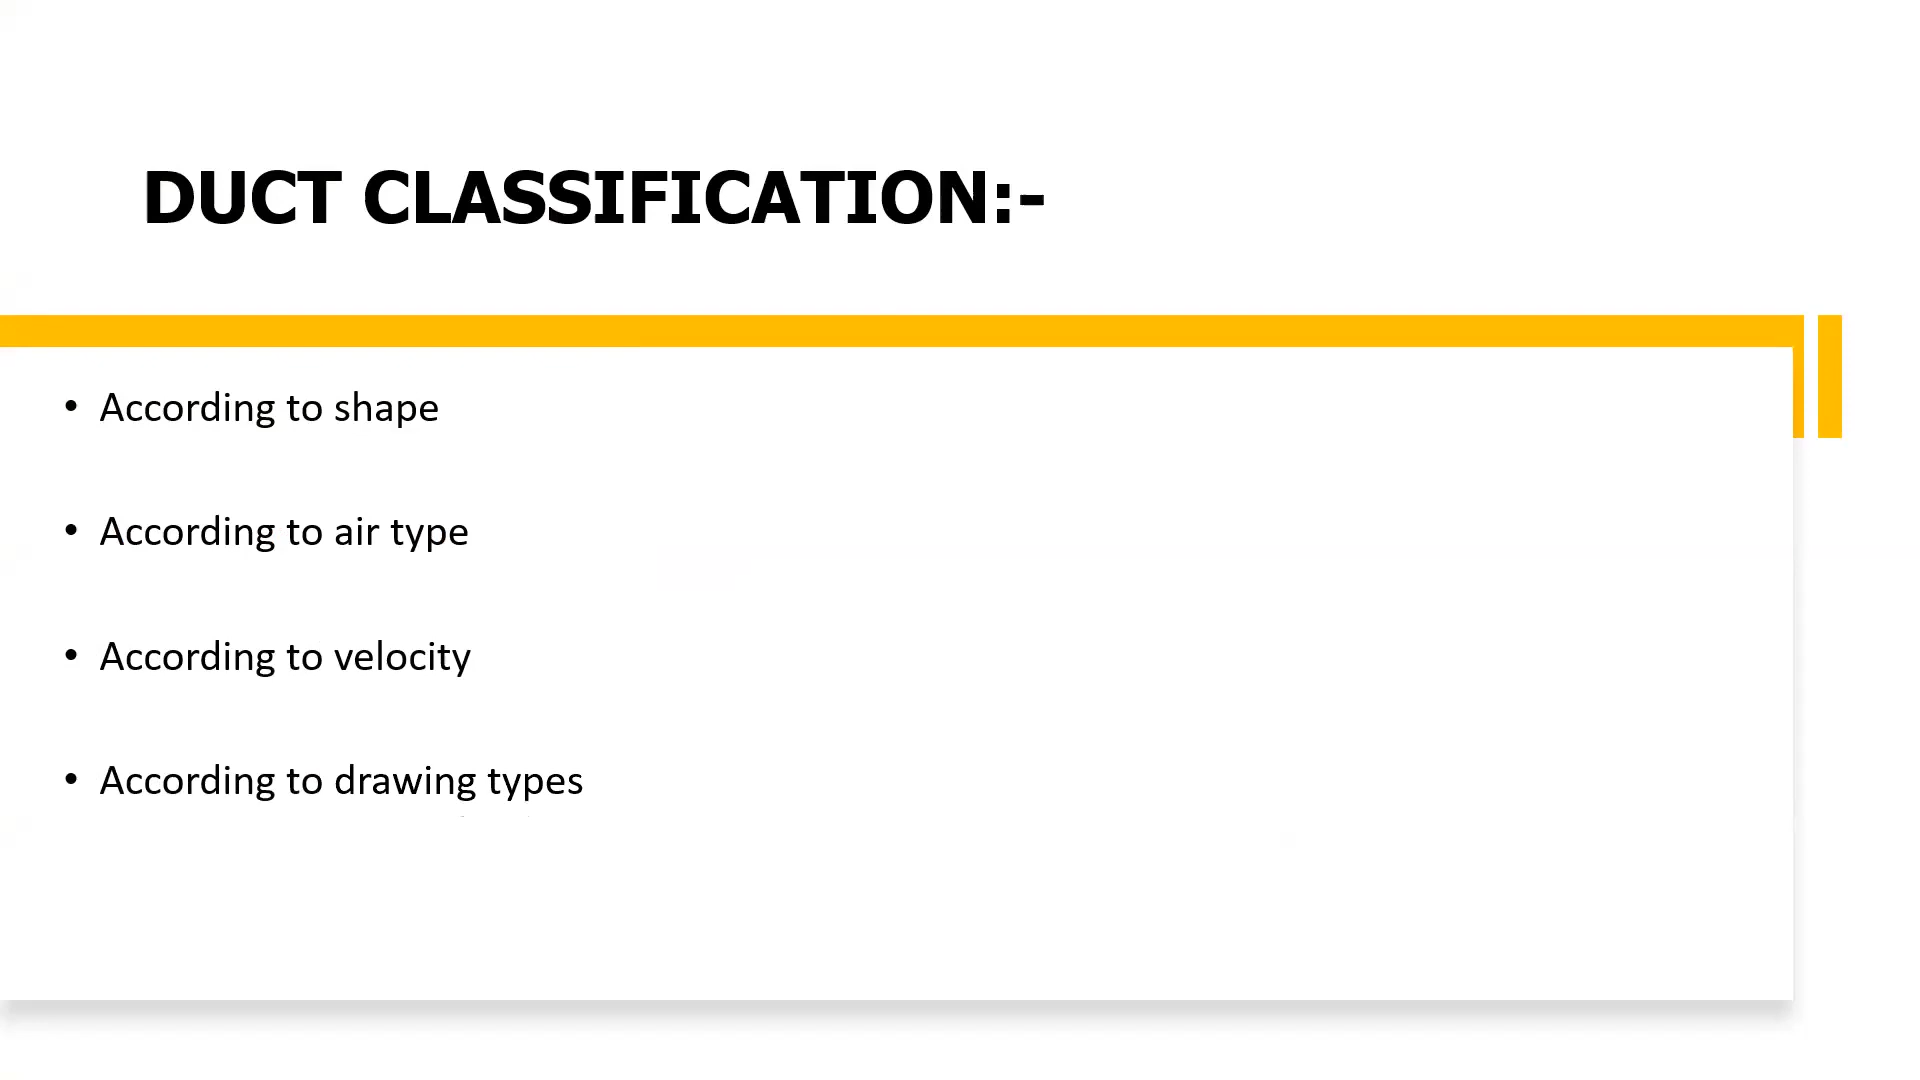 DUCT CLASSIFICATION:-
• According to shape
• According to air type
• According to velocity
• According to drawing types